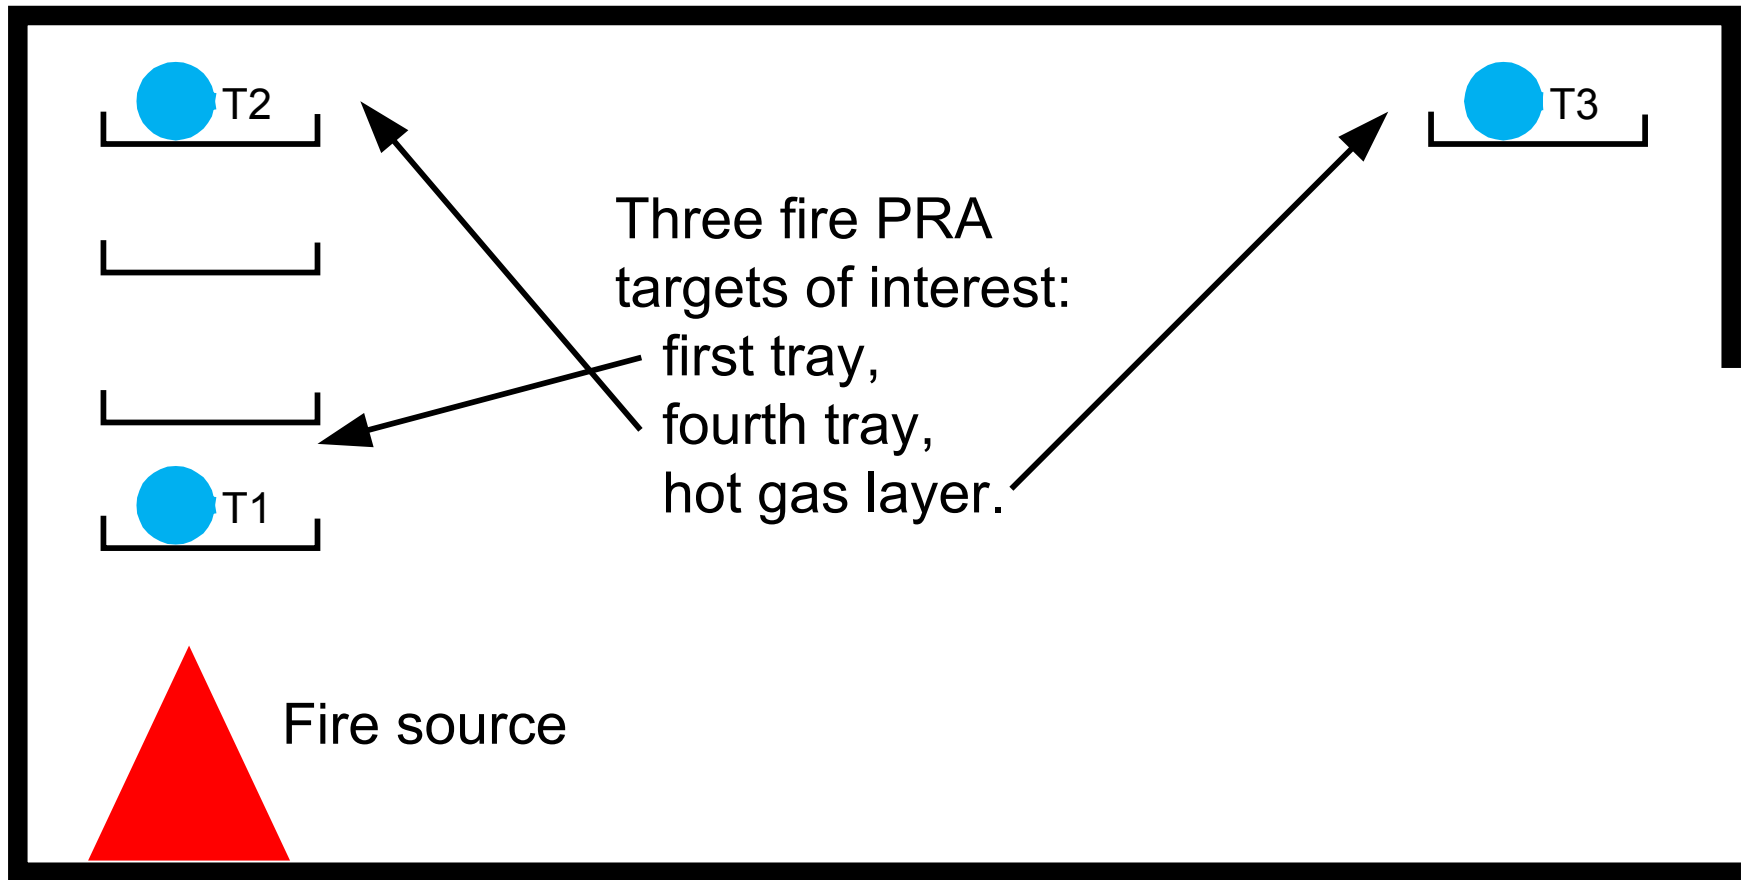 T2
T3
Three fire PRA
targets of interest:
first tray,
fourth tray,
hot gas layer.
T1
Fire source